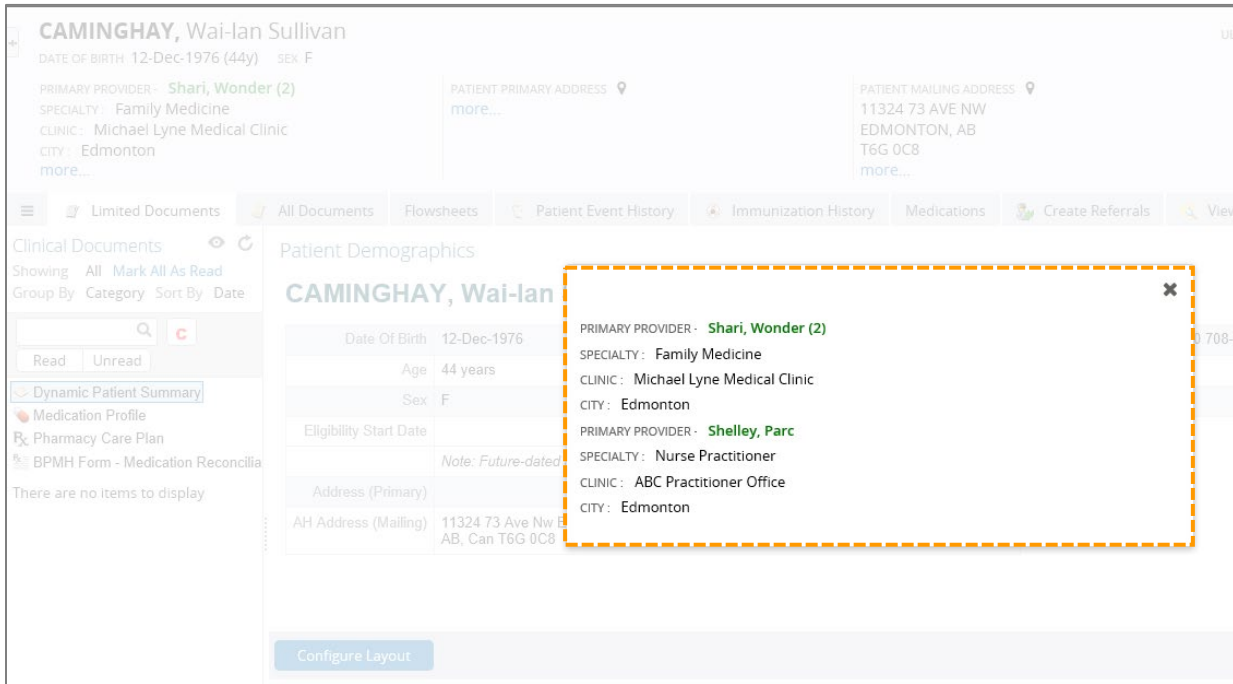 CAMINGHAY, Wai-lan Sullivan
DATE OF BIRTH 12-Dec-1976 (44y) SEX F
PRIMARY PROVIDER - Shari, Wonder (2)
SPECIALTY : Family Medicine
CLINIC : Michael Lyne Medical Clinic
CITY : Edmonton
more...
PATIENT PRIMARY ADDRESS
more...
PATIENT MAILING ADDRESS
11324 73 AVE NW
EDMONTON, AB
T6G 0C8
more...
Limited Documents All Documents Flowsheets Patient Event History Immunization History Medications Create Referrals View
Clinical Documents
Showing All Mark All As Read
Group By Category Sort By Date
C
Read Unread
Dynamic Patient Summary
Medication Profile
Rx Pharmacy Care Plan
BPMH Form - Medication Reconcilia
There are no items to display
Patient Demographics
CAMINGHAY, Wai-lan
Date Of Birth 12-Dec-1976
708-
Age 44 years
Sex F
Eligibility Start Date
Note: Future-dated
Address (Primary)
AH Address (Mailing) 11324 73 Ave Nw
AB, Can T6G 0C8
PRIMARY PROVIDER - Shari, Wonder (2)
SPECIALTY : Family Medicine
CLINIC : Michael Lyne Medical Clinic
CITY : Edmonton
PRIMARY PROVIDER - Shelley, Parc
SPECIALTY : Nurse Practitioner
CLINIC : ABC Practitioner Office
CITY : Edmonton
Configure Layout